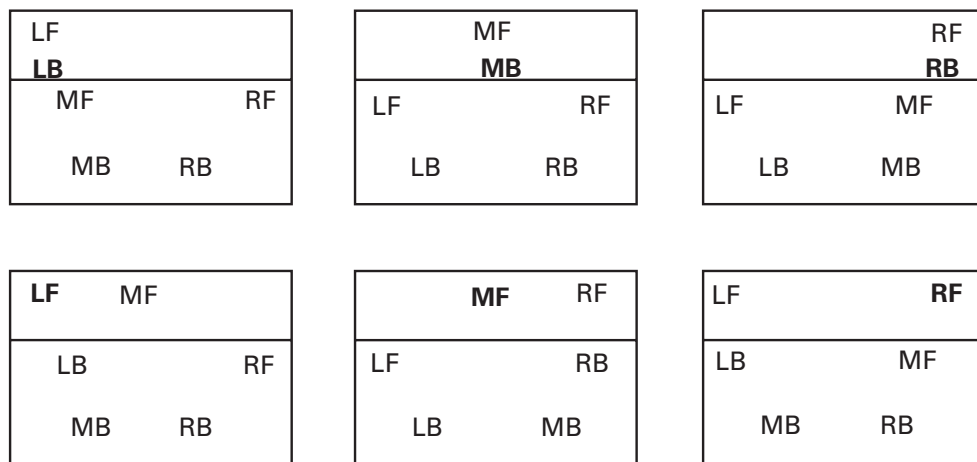 LF
LB
MF RF
MB RB
MF
MB
LF RF
LB RB
RF
RB
LF MF
LB MB
LF MF
LB RF
MB RB
MF RF
LF RB
LB MB
LF RF
LB MF
MB RB